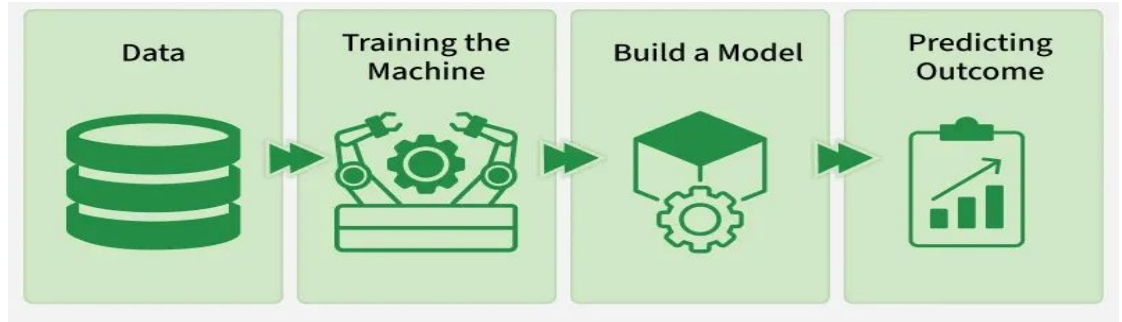 Data
Training the
Machine
Build a Model
Predicting
Outcome